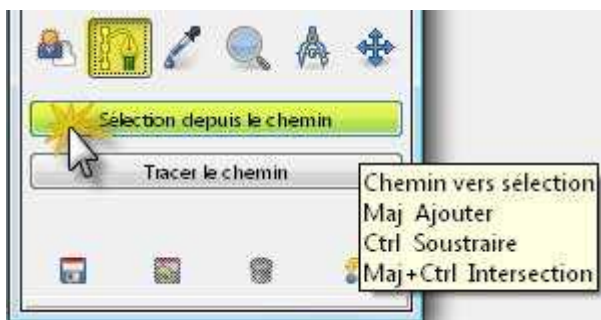 Sélection depuis le chemin
Tracer le chemin
Chemin vers sélection
Maj Ajouter
Ctrl Soustraire
Maj+Ctrl Intersection